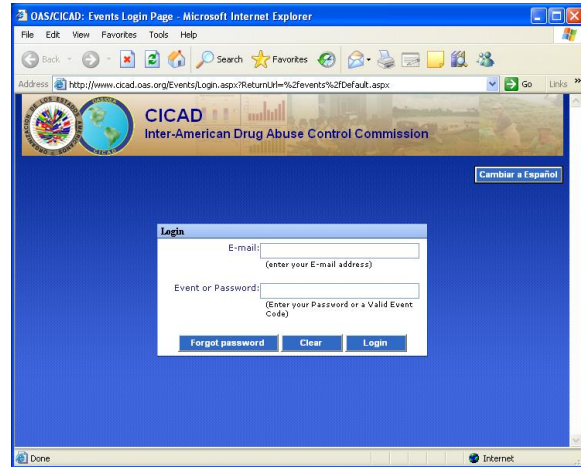 OAS/CICAD: Events Login Page - Microsoft Internet Explorer
File Edit View Favorites Tools Help
Back Search Favorites
Address http://www.cicad.oas.org/Events/Login.aspx?ReturnUrl=%2fevents%2fDefault.aspx Go Links »
CICAD
Inter-American Drug Abuse Control Commission
Cambiar a Español
Login
E-mail:
(enter your E-mail address)
Event or Password:
(Enter your Password or a Valid Event
Code)
Forgot password Clear Login
Done Internet